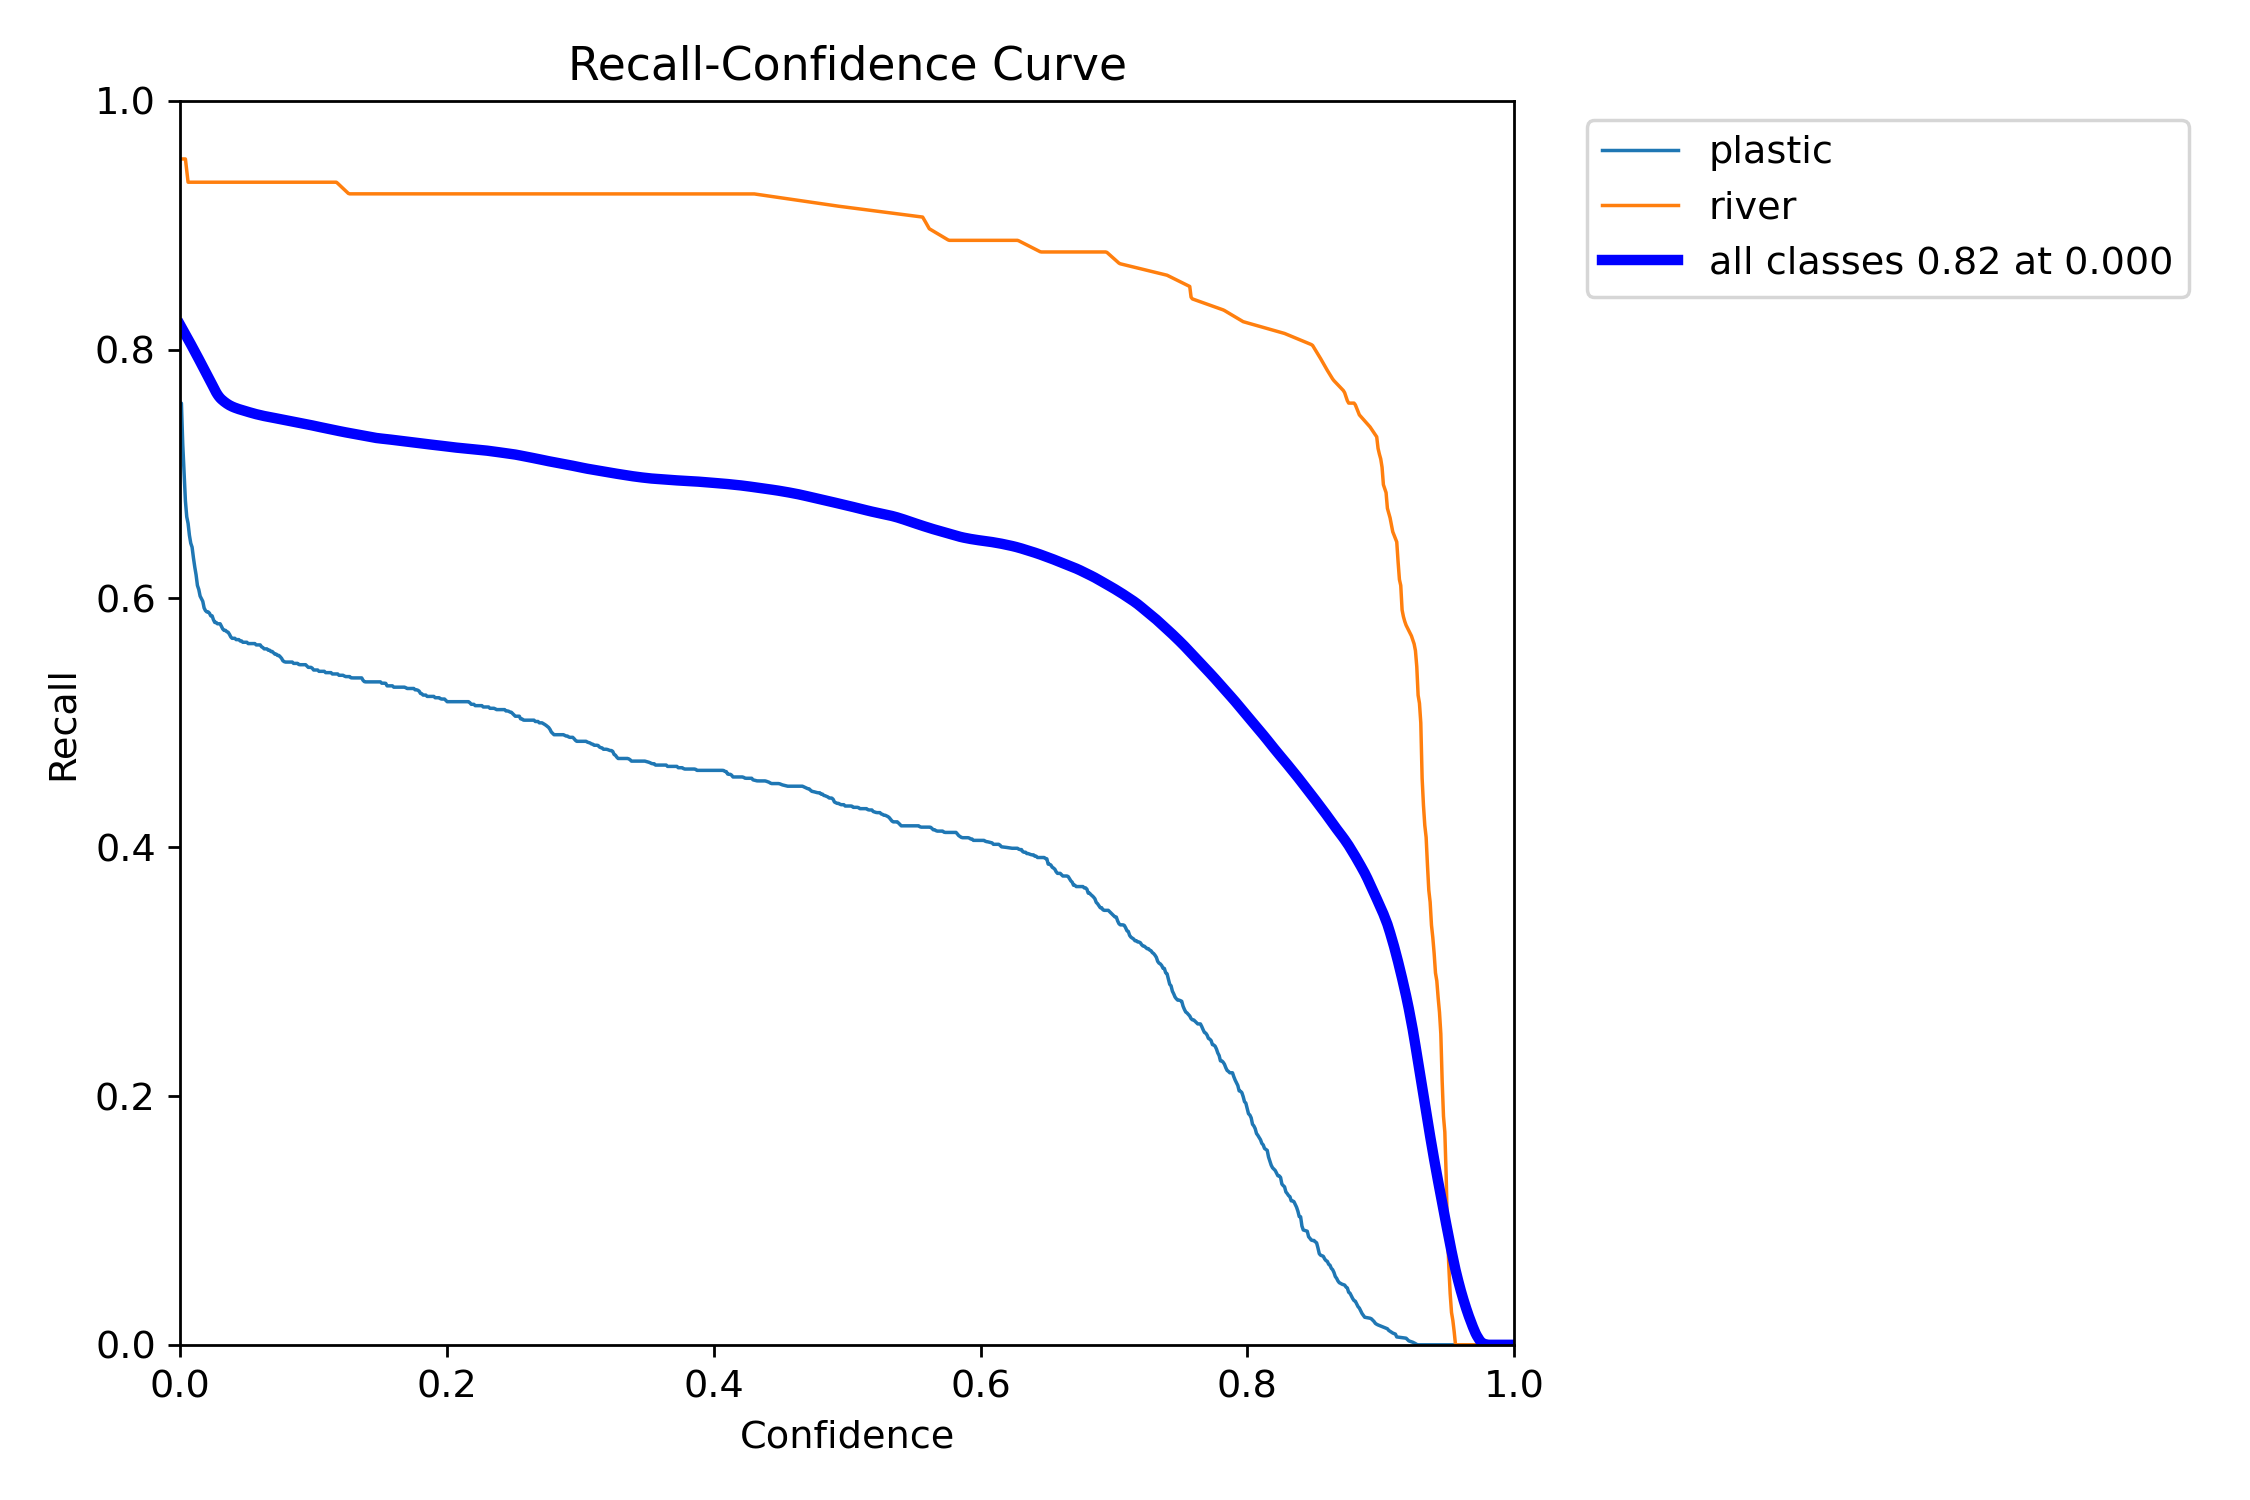 Recall-Confidence Curve
1.0
0.8
0.6
0.4
0.2
0.0
Recall
0.0 0.2 0.4 0.6 0.8 1.0
Confidence
plastic
river
all classes 0.82 at 0.000